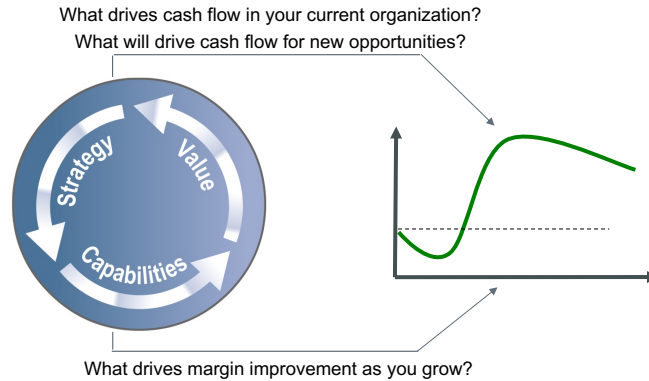 What drives cash flow in your current organization?
What will drive cash flow for new opportunities?
Strategy
Value
Capabilities
What drives margin improvement as you grow?